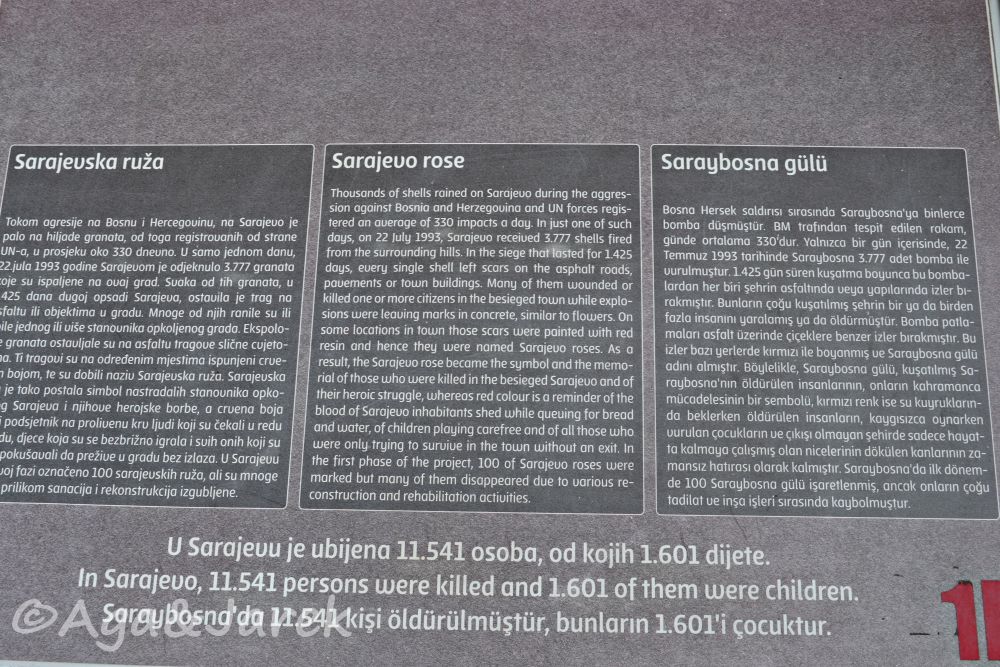 Sarajevska ruža
Tokom agresije na Bosnu i Hercegovinu, na Sarajevo je
palo na hiljade granata, od toga registrovanih od strane
UN-a, u prosjeku oko 330 dnevno. U samo jednom danu,
22.jula 1993 godine Sarajevom je odjeknulo 3.777 granata
su ispaljene na ovaj grad. Svaka od tih granata, u
425 dana dugoj opsadi Sarajeva, ostavila je trag na
asfaltu ili objektima u gradu. Mnoge od njih ranile su ili
jednog ili više stanovnika opkoljenog grada. Ekspolo-
granata ostavljale su na asfaltu tragove slične cvjeto-
Ti tragovi su na određenim mjestima ispunjeni crve-
bojom, te su dobili naziv Sarajevska ruža. Sarajevska
je tako postala simbol nastradalih stanovnika opko-
Sarajeva i njihove herojske borbe, a crvena boja
podsjetnik na prolivenu krv ljudi koji su čekali u redu
djece koja su se bezbrižno igrala i svih onih koji su
pokušavali da prežive u gradu bez izlaza. U Sarajevu
fazi označeno 100 sarajevskih ruža, ali su mnoge
prilikom sanacija i rekonstrukcija izgubljene.
Sarajevo rose
Thousands of shells rained on Sarajevo during the aggres-
sion against Bosnia and Herzegovina and UN forces regis-
tered an average of 330 impacts a day. In just one of such
days, on 22 July 1993, Sarajevo received 3.777 shells fired
from the surrounding hills. In the siege that lasted for 1.425
days, every single shell left scars on the asphalt roads,
pavements or town buildings. Many of them wounded or
killed one or more citizens in the besieged town while explo-
sions were leaving marks in concrete, similar to flowers. On
some locations in town those scars were painted with red
resin and hence they were named Sarajevo roses. As a
result, the Sarajevo rose became the symbol and the memo-
rial of those who were killed in the besieged Sarajevo and of
their heroic struggle, whereas red colour is a reminder of the
blood of Sarajevo inhabitants shed while queuing for bread
and water, of children playing carefree and of all those who
were only trying to survive in the town without an exit. In
the first phase of the project, 100 of Sarajevo roses were
marked but many of them disappeared due to various re-
construction and rehabilitation activities.
Saraybosna gülü
Bosna Hersek saldırısı sırasında Saraybosna'ya binlerce
bomba düşmüştür. BM trafından tespit edilen rakam,
günde ortalama 330'dur. Yalnızca bir gün içerisinde, 22
Temmuz 1993 tarihinde Saraybosna 3.777 adet bomba ile
vurulmuştur. 1.425 gün süren kuşatma boyunca bu bomba-
lardan her biri şehrin asfaltında veya yapılarında izler bı-
rakmıştır. Bunların çoğu kuşatılmış şehrin bir ya da birden
fazla insanını yaralamış ya da öldürmüştür. Bomba patla-
maları asfalt üzerinde çiçeklere benzer izler bırakmıştır. Bu
izler bazı yerlerde kırmızı ile boyanmış ve Saraybosna gülü
adını almıştır. Böylelikle, Saraybosna gülü, kuşatılmış Sa-
raybosna'nın öldürülen insanlarının, onların kahramanca
mücadelesinin bir sembolü, kırmızı renk ise su kuyrukların-
da beklerken öldürülen insanların, kaygısızca oynarken
vurulan çocukların ve çıkışı olmayan şehirde sadece hayat-
ta kalmaya çalışmış olan nicelerinin dökülen kanlarının za-
mansız hatırası olarak kalmıştır. Saraybosna'da ilk dönem-
de 100 Saraybosna gülü işaretlenmiş, ancak onların çoğu
tadilat ve inşa işleri sırasında kaybolmuştur.
U Sarajevu je ubijena 11.541 osoba, od kojih 1.601 dijete.
In Sarajevo, 11.541 persons were killed and 1.601 of them were children.
Saraybosna'da 11.541 kişi öldürülmüştür, bunların 1.601'i çocuktur.
©Aga&Jarek